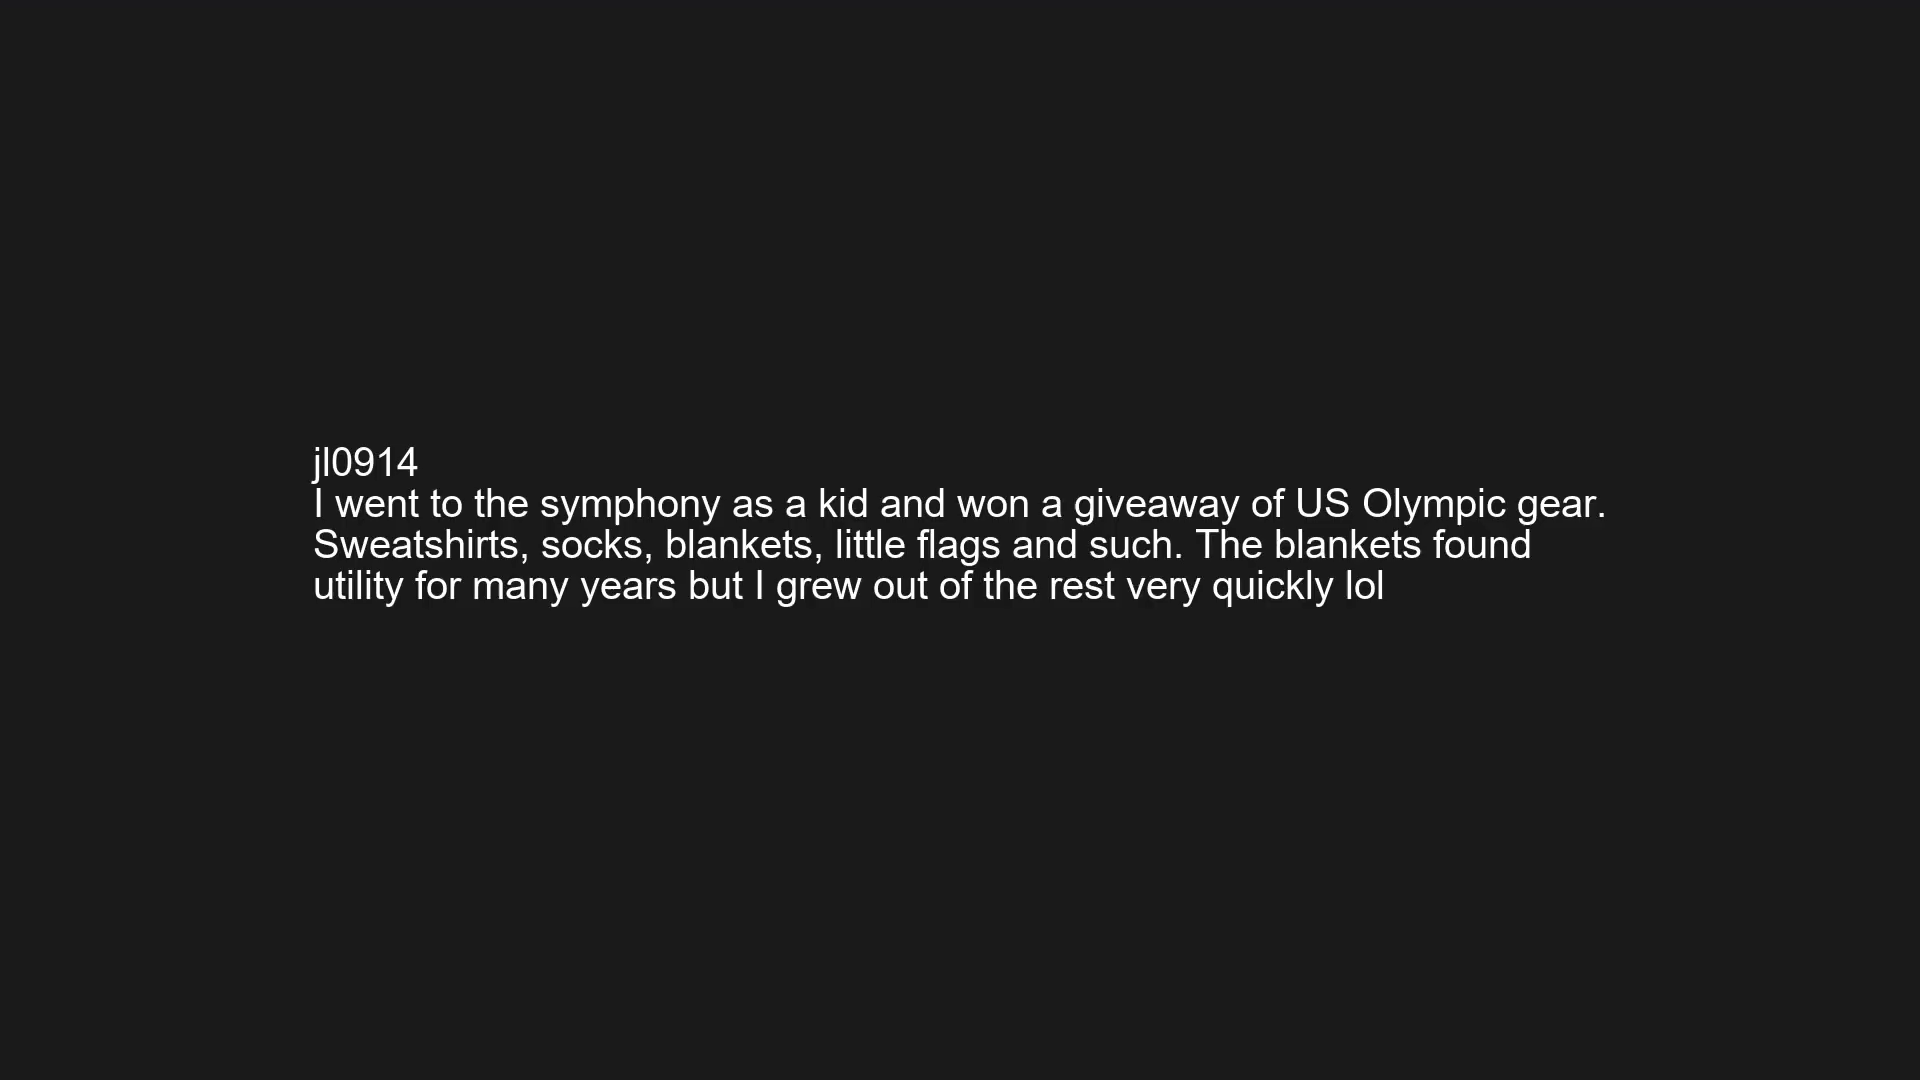 jl0914
I went to the symphony as a kid and won a giveaway of US Olympic gear.
Sweatshirts, socks, blankets, little flags and such. The blankets found
utility for many years but I grew out of the rest very quickly lol